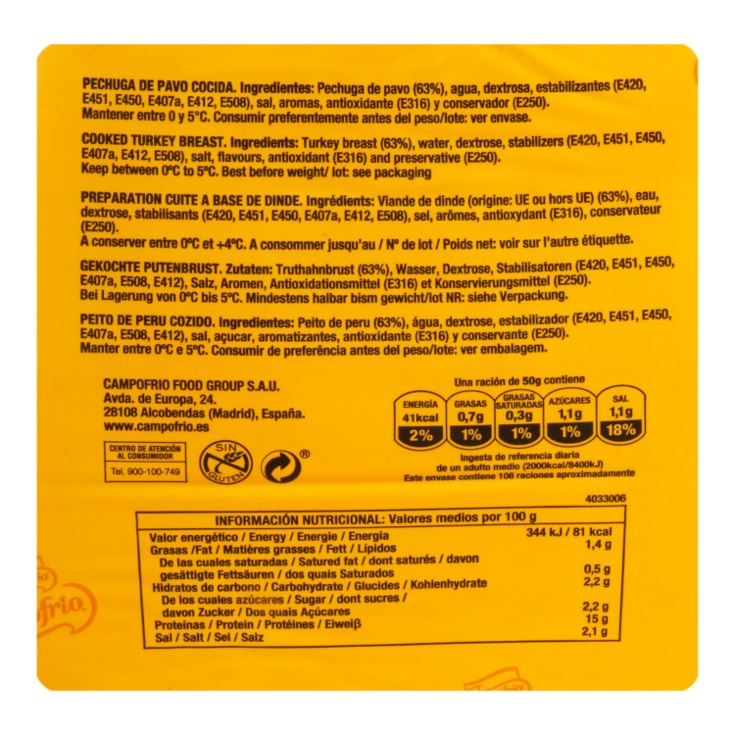 PECHUGA DE PAVO COCIDA. Ingredientes: Pechuga de pavo (63%), agua, dextrosa, estabilizantes (E420,
E451, E450, E407a, E412, E508), sal, aromas, antioxidante (E316) y conservador (E250).
Mantener entre 0 y 5°C. Consumir preferentemente antes del peso/lote: ver envase.
COOKED TURKEY BREAST. Ingredients: Turkey breast (63%), water, dextrose, stabilizers (E420, E451, E450,
E407a, E412, E508), salt, flavours, antioxidant (E316) and preservative (E250).
Keep between 0ºC to 5ºC. Best before weight/ lot: see packaging
PREPARATION CUITE A BASE DE DINDE. Ingrédients: Viande de dinde (origine: UE ou hors UE) (63%), eau,
dextrose, stabilisants (E420, E451, E450, E407a, E412, E508), sel, arômes, antioxydant (E316), conservateur
(E250).
A conserver entre 0ºC et +4ºC. A consommer jusqu'au / Nº de lot / Poids net: voir sur l'autre étiquette.
GEKOCHTE PUTENBRUST. Zutaten: Truthahnbrust (63%), Wasser, Dextrose, Stabilisatoren (E420, E451, E450,
E407a, E508, E412), Salz, Aromen, Antioxidationsmittel (E316) et Konservierungsmittel (E250).
Bei Lagerung von 0ºC bis 5ºC. Mindestens halbar bism gewicht/lot NR: siehe Verpackung.
PEITO DE PERU COZIDO. Ingredientes: Peito de peru (63%), água, dextrose, estabilizador (E420, E451, E450,
E407a, E508, E412), sal, açucar, aromatizantes, antioxidante (E316) y conservante (E250).
Manter entre 0ºC e 5ºC. Consumir de preferência antes del peso/lote: ver embalagem.
CAMPOFRIO FOOD GROUP S.A.U.
Avda. de Europa, 24.
28108 Alcobendas (Madrid), España.
www.campofrio.es
CENTRO DE ATENCIÓN
AL CONSUMIDOR
Tel. 900-100-749
SIN
GLUTEN
®
Una ración de 50g contiene
ENERGÍA GRASAS GRASAS SATURADAS AZÚCARES SAL
41kcal 0,7g 0,3g 1,1g 1,1g
2% 1% 1% 1% 18%
Ingesta de referencia diaria
de un adulto medio (2000kcal/8400kJ)
Este envase contiene 106 raciones aproximadamente
4033006
INFORMACIÓN NUTRICIONAL: Valores medios por 100 g
Valor energético / Energy / Energie / Energia 344 kJ / 81 kcal
Grasas /Fat / Matières grasses / Fett / Lípidos 1,4 g
De las cuales saturadas / Satured fat / dont saturés / davon
gesättigte Fettsäuren / dos quais Saturados 0,5 g
Hidratos de carbono / Carbohydrate / Glucides / Kohlenhydrate 2,2 g
De los cuales azúcares / Sugar / dont sucres /
davon Zucker / Dos quais Açúcares 2,2 g
Proteínas / Protein / Protéines / Eiweiβ 15 g
Sal / Salt / Sel / Salz 2,1 g